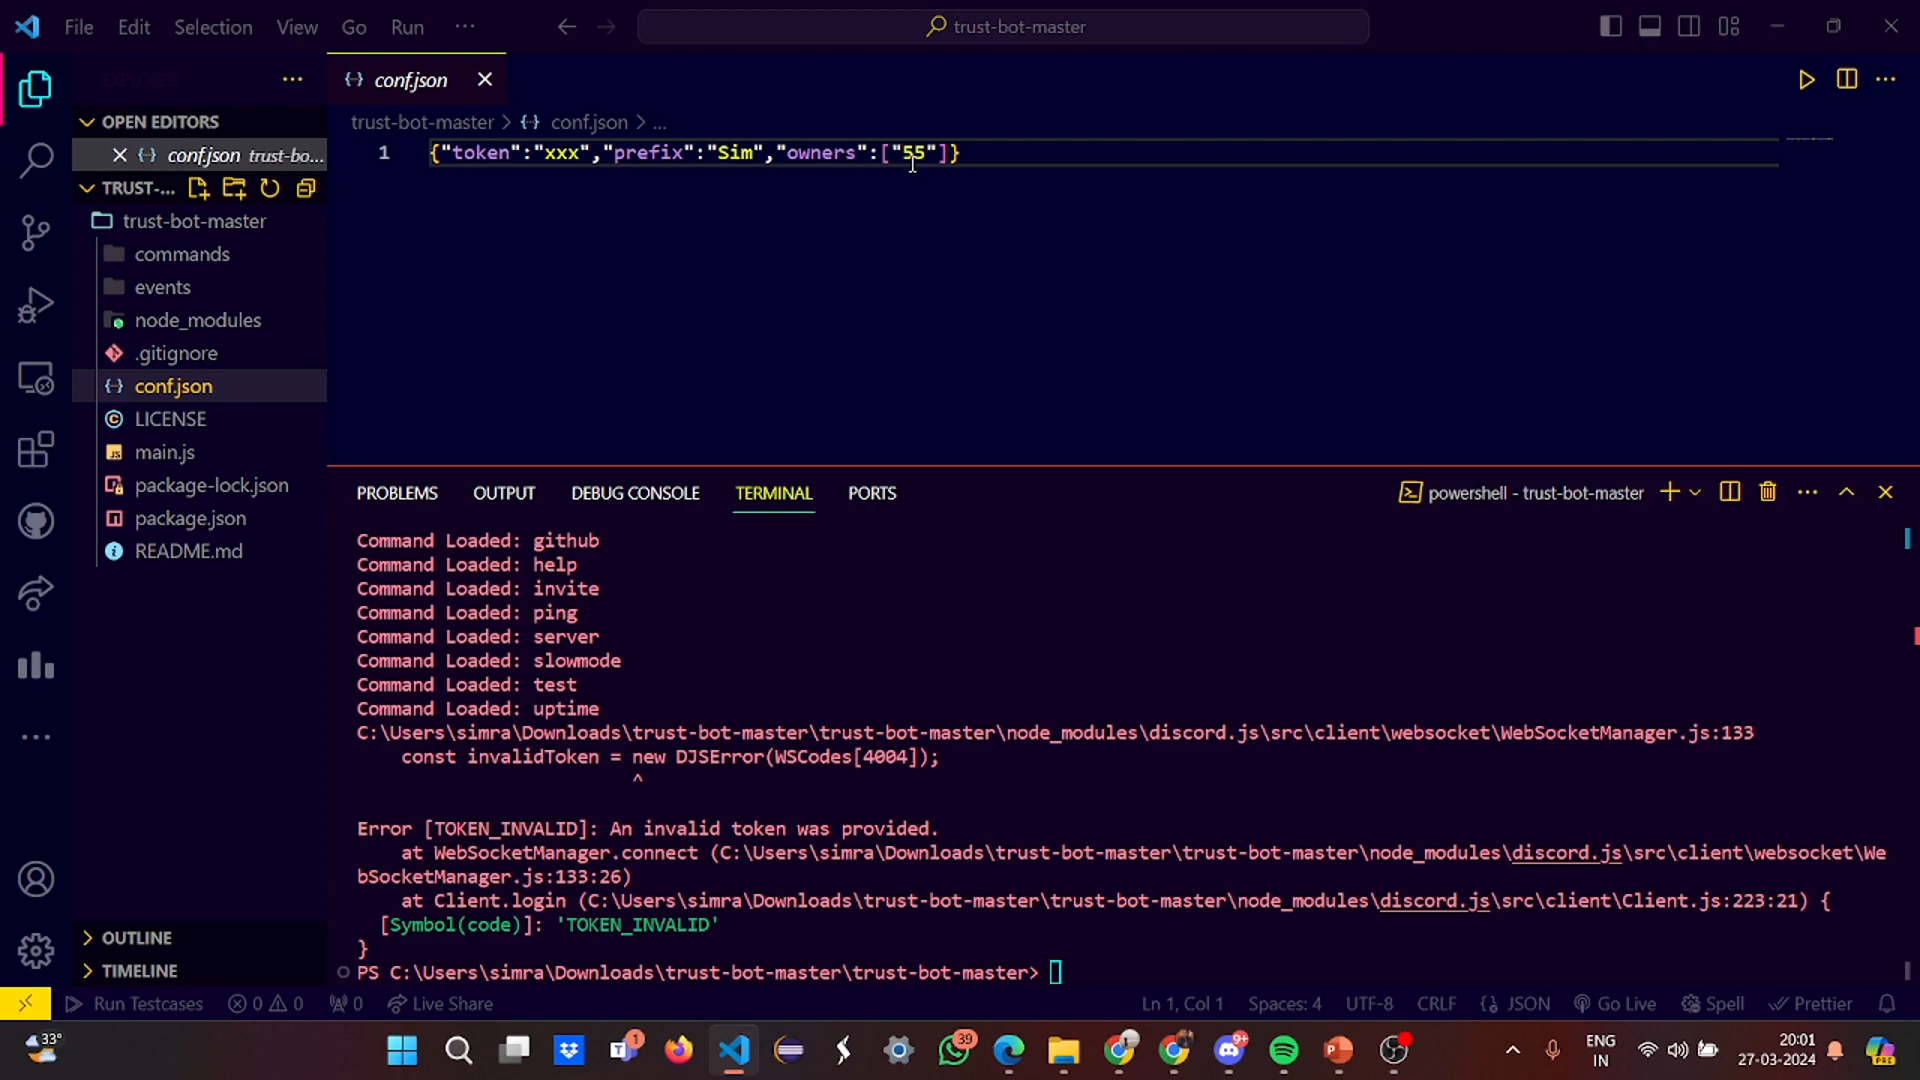 File Edit Selection View Go Run ...
trust-bot-master
conf.json
OPEN EDITORS
conf.json trust-bo...
TRUST-...
trust-bot-master
commands
events
node_modules
.gitignore
conf.json
LICENSE
main.js
package-lock.json
package.json
README.md
OUTLINE
TIMELINE
trust-bot-master > conf.json > ...
1 {"token":"xxx","prefix":"Sim","owners":["55"]}
PROBLEMS OUTPUT DEBUG CONSOLE TERMINAL PORTS
powershell - trust-bot-master
Command Loaded: github
Command Loaded: help
Command Loaded: invite
Command Loaded: ping
Command Loaded: server
Command Loaded: slowmode
Command Loaded: test
Command Loaded: uptime
C:\Users\simra\Downloads\trust-bot-master\trust-bot-master\node_modules\discord.js\src\client\websocket\WebSocketManager.js:133
const invalidToken = new DJSError(WSCodes[4004]);
^
Error [TOKEN_INVALID]: An invalid token was provided.
at WebSocketManager.connect (C:\Users\simra\Downloads\trust-bot-master\trust-bot-master\node_modules\discord.js\src\client\websocket\We
bSocketManager.js:133:26)
at Client.login (C:\Users\simra\Downloads\trust-bot-master\trust-bot-master\node_modules\discord.js\src\client\Client.js:223:21) {
[Symbol(code)]: 'TOKEN_INVALID'
}
PS C:\Users\simra\Downloads\trust-bot-master\trust-bot-master>
Run Testcases 0 0 0 Live Share
Ln 1, Col 1 Spaces: 4 UTF-8 CRLF {} JSON Go Live Spell Prettier
33°
1
39
9+
ENG
IN
20:01
27-03-2024
PRE